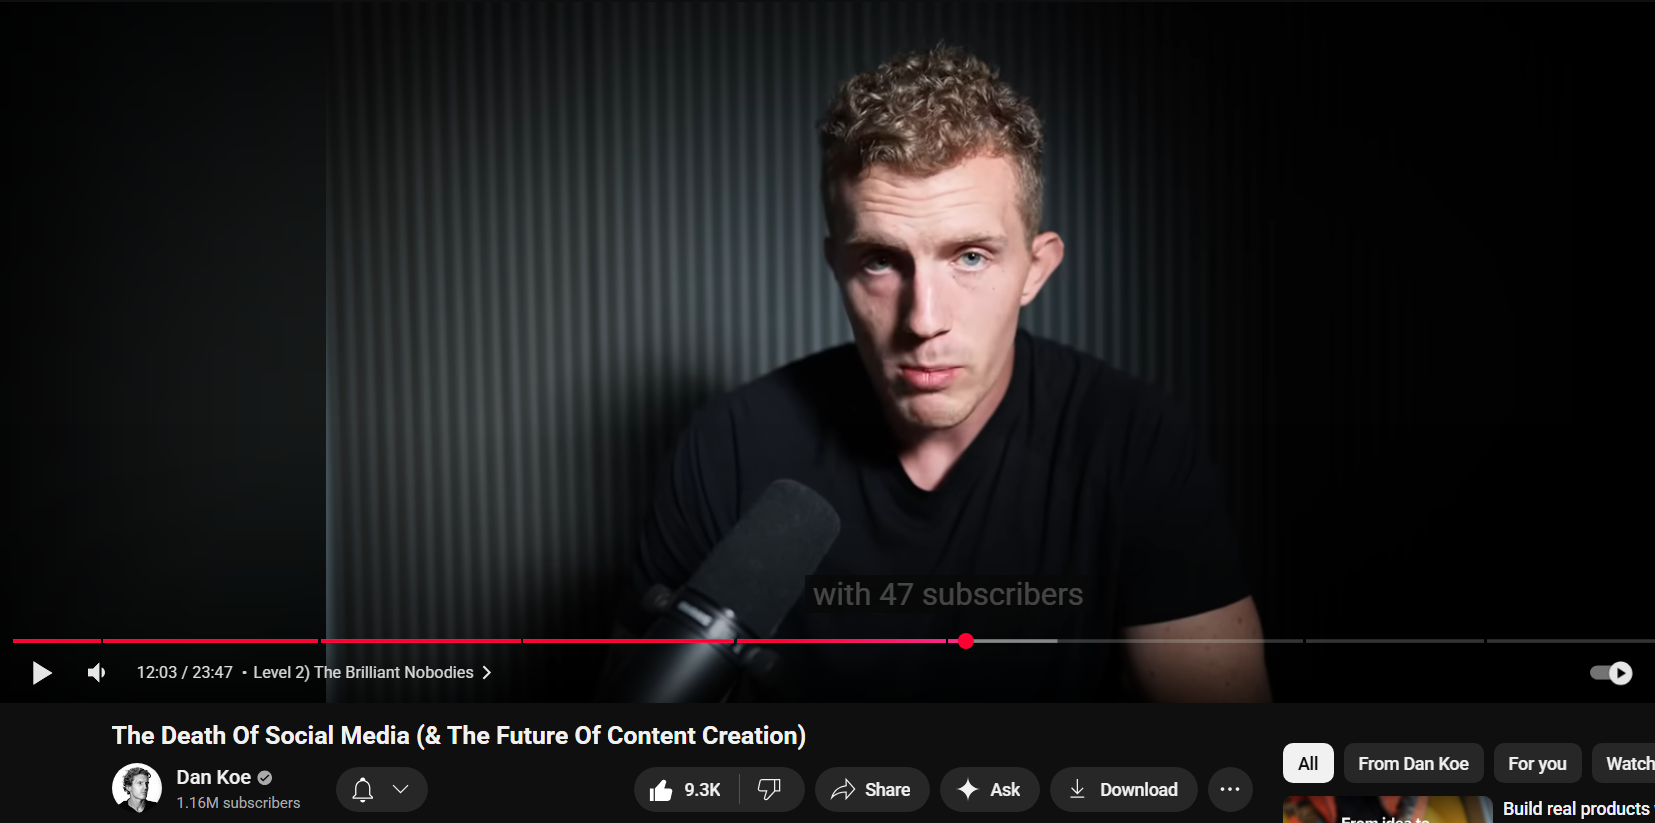 with 47 subscribers
12:03 / 23:47 • Level 2) The Brilliant Nobodies
The Death Of Social Media (& The Future Of Content Creation)
Dan Koe
1.16M subscribers
9.3K
Share
Ask
Download
All
From Dan Koe
For you
Watch
From idea to
Build real products